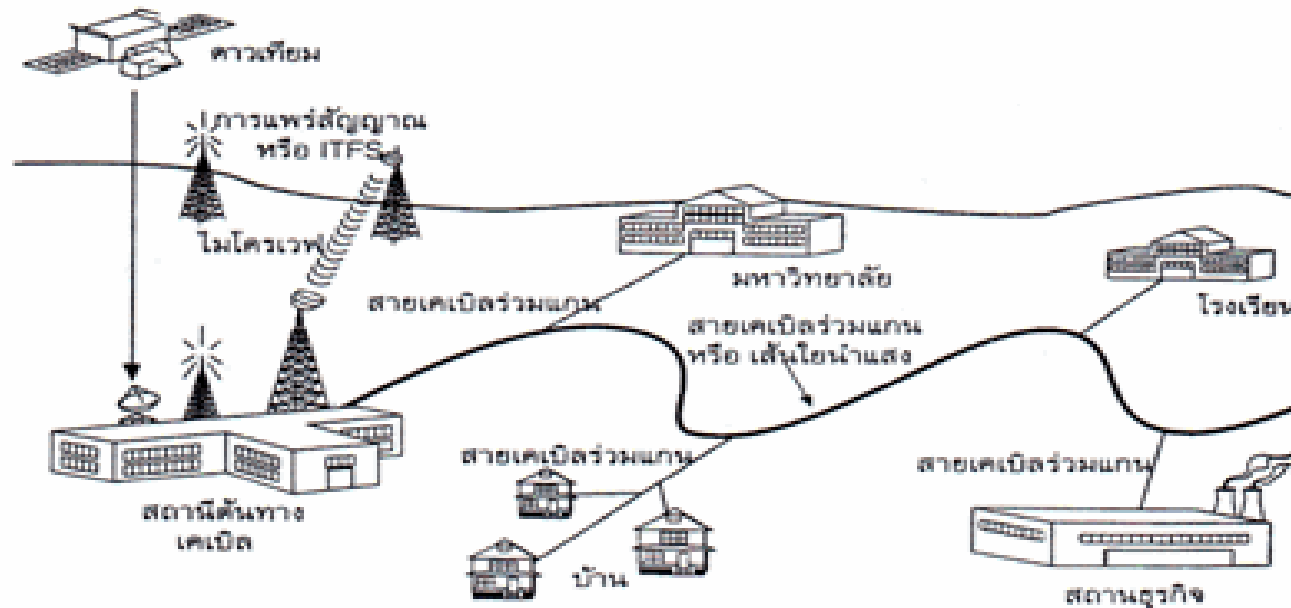 ดาวเทียม
การแพร่สัญญาณ
หรือ ITFS
ไมโครเวฟ
มหาวิทยาลัย
โรงเรียน
สายเคเบิลร่วมแกน
สายเคเบิลร่วมแกน
หรือ เส้นใยนำแสง
สายเคเบิลร่วมแกน
สายเคเบิลร่วมแกน
สถานีต้นทาง
เคเบิล
บ้าน
สถานธุรกิจ